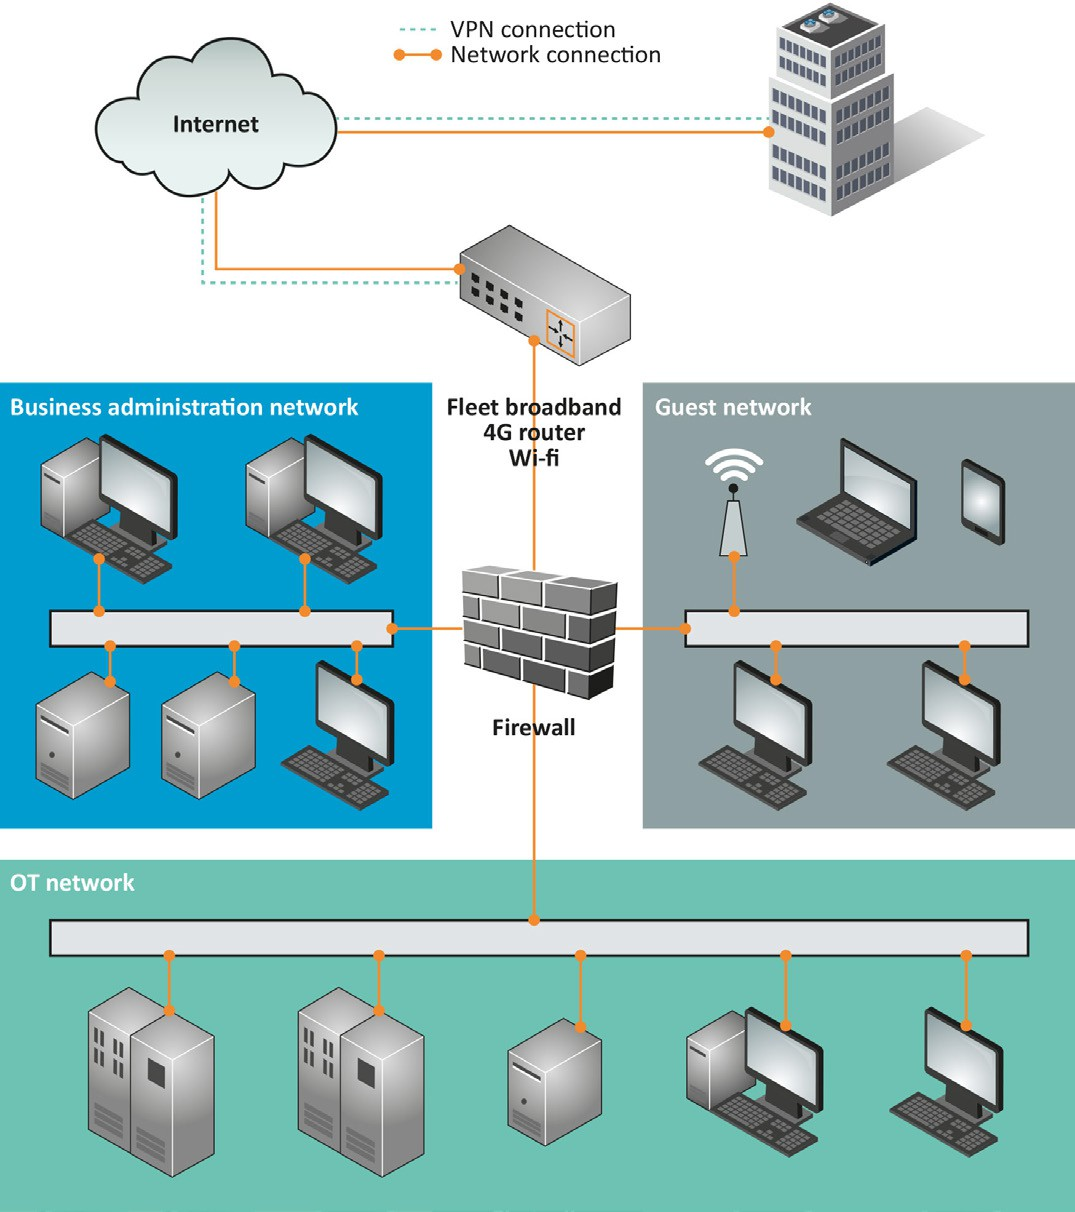 VPN connection
Network connection
Internet
Business administration network
Fleet broadband
4G router
Wi-fi
Guest network
Firewall
OT network